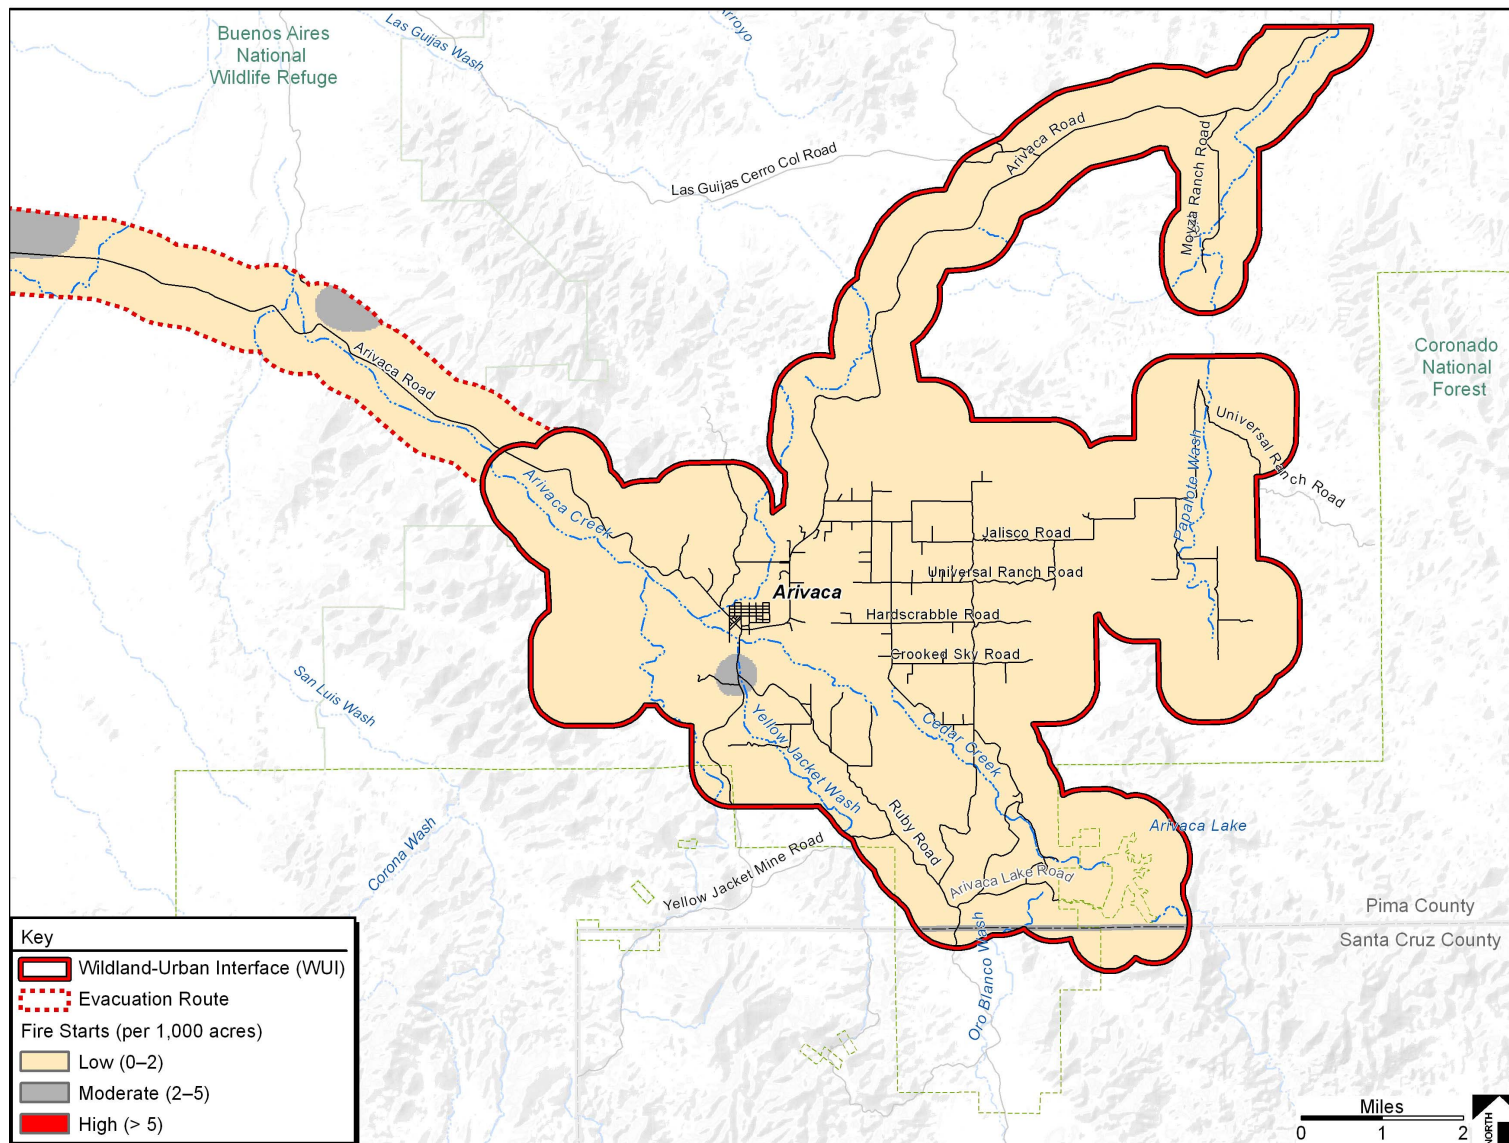 Buenos Aires
National
Wildlife Refuge
Las Guijas Wash
Arroyo
Las Guijas Cerro Col Road
Arivaca Road
Moyza Ranch Road
Arivaca Road
Coronado
National
Forest
Universal Ranch Road
Papalote Wash
Arivaca Creek
Jalisco Road
Universal Ranch Road
Arivaca
Hardscrabble Road
Crooked Sky Road
San Luis Wash
Yellow Jacket Wash
Cedar Creek
Ruby Road
Arivaca Lake
Corona Wash
Yellow Jacket Mine Road
Arivaca Lake Road
Oro Blanco Wash
Pima County
Santa Cruz County
Key
Wildland-Urban Interface (WUI)
Evacuation Route
Fire Starts (per 1,000 acres)
Low (0–2)
Moderate (2–5)
High (> 5)
Miles
0 1 2
NORTH